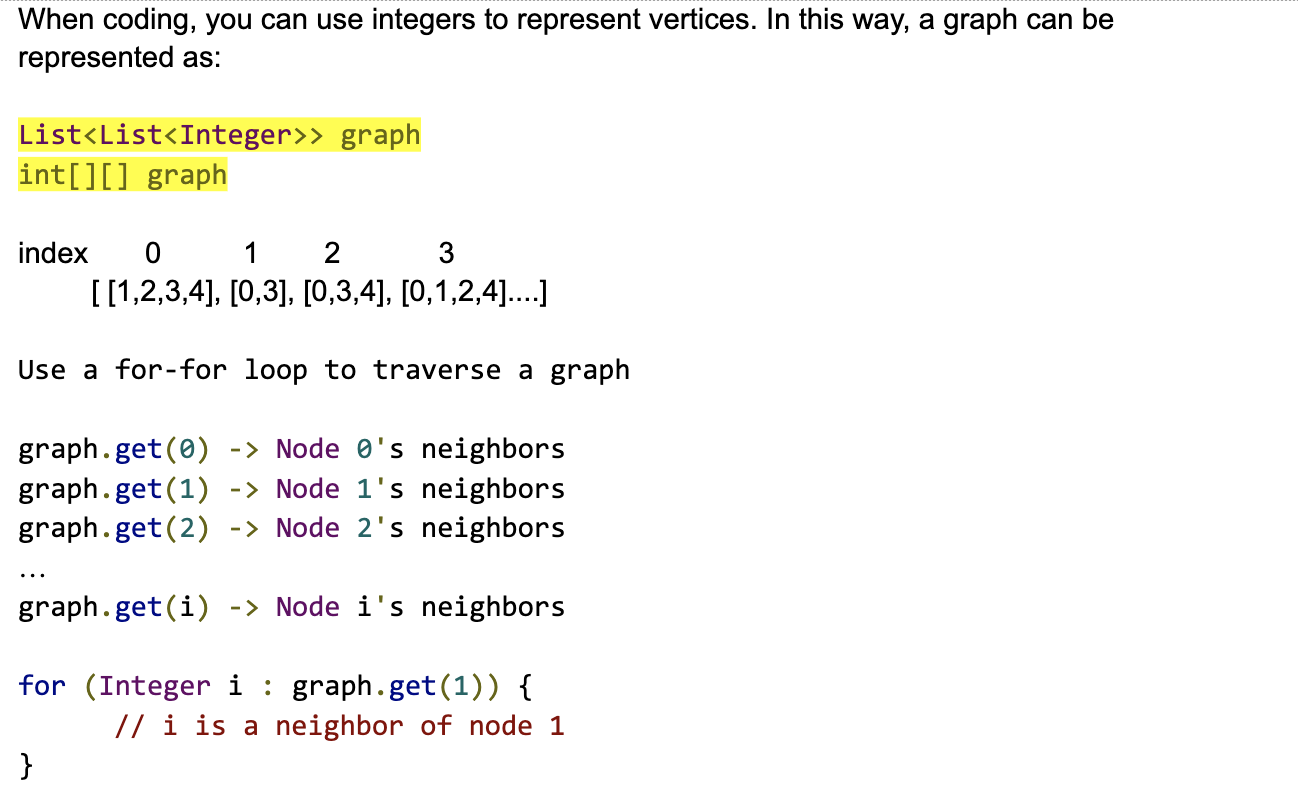 When coding, you can use integers to represent vertices. In this way, a graph can be
represented as:
List<List<Integer>> graph
int[][] graph
index 0 1 2 3
[ [1,2,3,4], [0,3], [0,3,4], [0,1,2,4]....]
Use a for-for loop to traverse a graph
graph.get(0) -> Node 0's neighbors
graph.get(1) -> Node 1's neighbors
graph.get(2) -> Node 2's neighbors
...
graph.get(i) -> Node i's neighbors
for (Integer i : graph.get(1)) {
// i is a neighbor of node 1
}